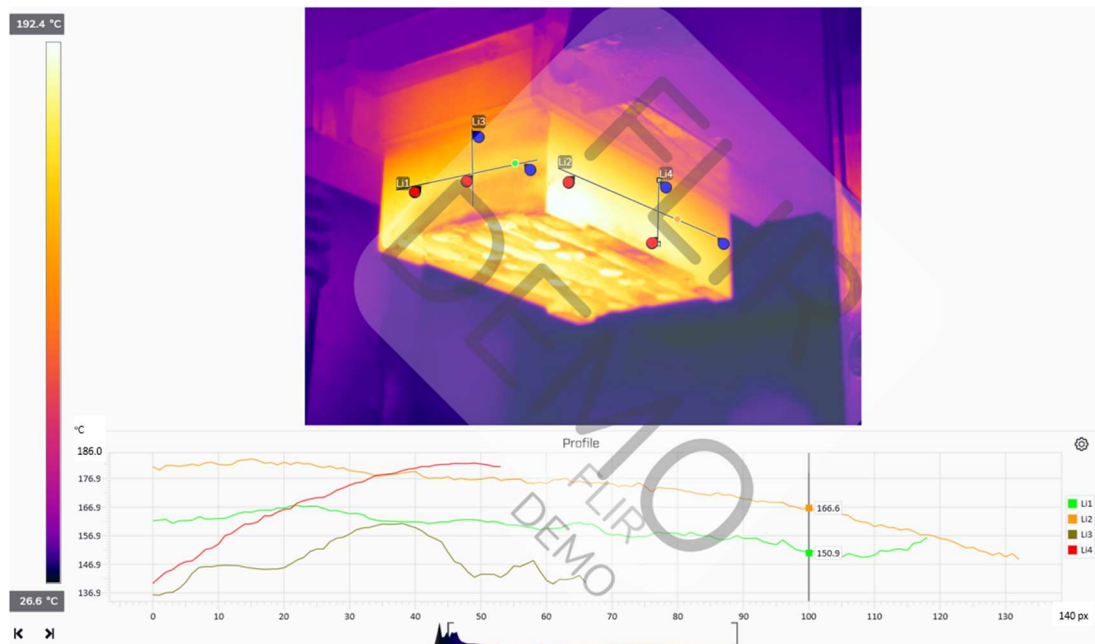 192.4 °C
Li3
Li2
Li4
Li1
FLIR
DEMO
26.6 °C
°C
Profile
186.0
176.9
166.9
156.9
146.9
136.9
166.6
150.9
FLIR
DEMO
Li1
Li2
Li3
Li4
0
10
20
30
40
50
60
70
80
90
100
110
120
130
140 px